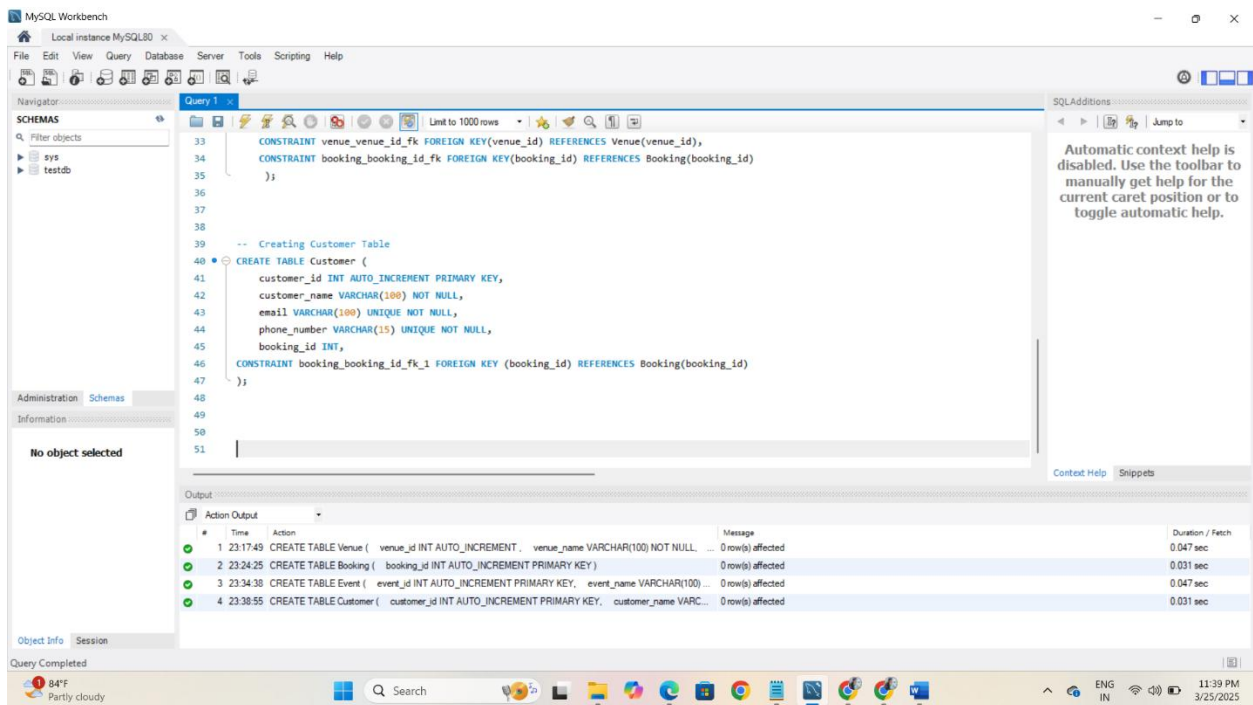 MySQL Workbench
Local instance MySQL80
File Edit View Query Database Server Tools Scripting Help
Navigator
SCHEMAS
Filter objects
sys
testdb
Administration Schemas
Information
No object selected
Object Info Session
Query 1
Limit to 1000 rows
33 CONSTRAINT venue_venue_id_fk FOREIGN KEY(venue_id) REFERENCES Venue(venue_id),
34 CONSTRAINT booking_booking_id_fk FOREIGN KEY(booking_id) REFERENCES Booking(booking_id)
35 );
36
37
38
39 -- Creating Customer Table
40 CREATE TABLE Customer (
41 customer_id INT AUTO_INCREMENT PRIMARY KEY,
42 customer_name VARCHAR(100) NOT NULL,
43 email VARCHAR(100) UNIQUE NOT NULL,
44 phone_number VARCHAR(15) UNIQUE NOT NULL,
45 booking_id INT,
46 CONSTRAINT booking_booking_id_fk_1 FOREIGN KEY (booking_id) REFERENCES Booking(booking_id)
47 );
48
49
50
51
SQLAdditions
Jump to
Automatic context help is
disabled. Use the toolbar to
manually get help for the
current caret position or to
toggle automatic help.
Context Help Snippets
Output
Action Output
# Time Action Message Duration / Fetch
1 23:17:49 CREATE TABLE Venue ( venue_id INT AUTO_INCREMENT , venue_name VARCHAR(100) NOT NULL, ... 0 row(s) affected 0.047 sec
2 23:24:25 CREATE TABLE Booking ( booking_id INT AUTO_INCREMENT PRIMARY KEY ) 0 row(s) affected 0.031 sec
3 23:34:38 CREATE TABLE Event ( event_id INT AUTO_INCREMENT PRIMARY KEY, event_name VARCHAR(100) ... 0 row(s) affected 0.047 sec
4 23:38:55 CREATE TABLE Customer ( customer_id INT AUTO_INCREMENT PRIMARY KEY, customer_name VARC... 0 row(s) affected 0.031 sec
Query Completed
1
84°F
Partly cloudy
Search
ENG
IN
11:39 PM
3/25/2025